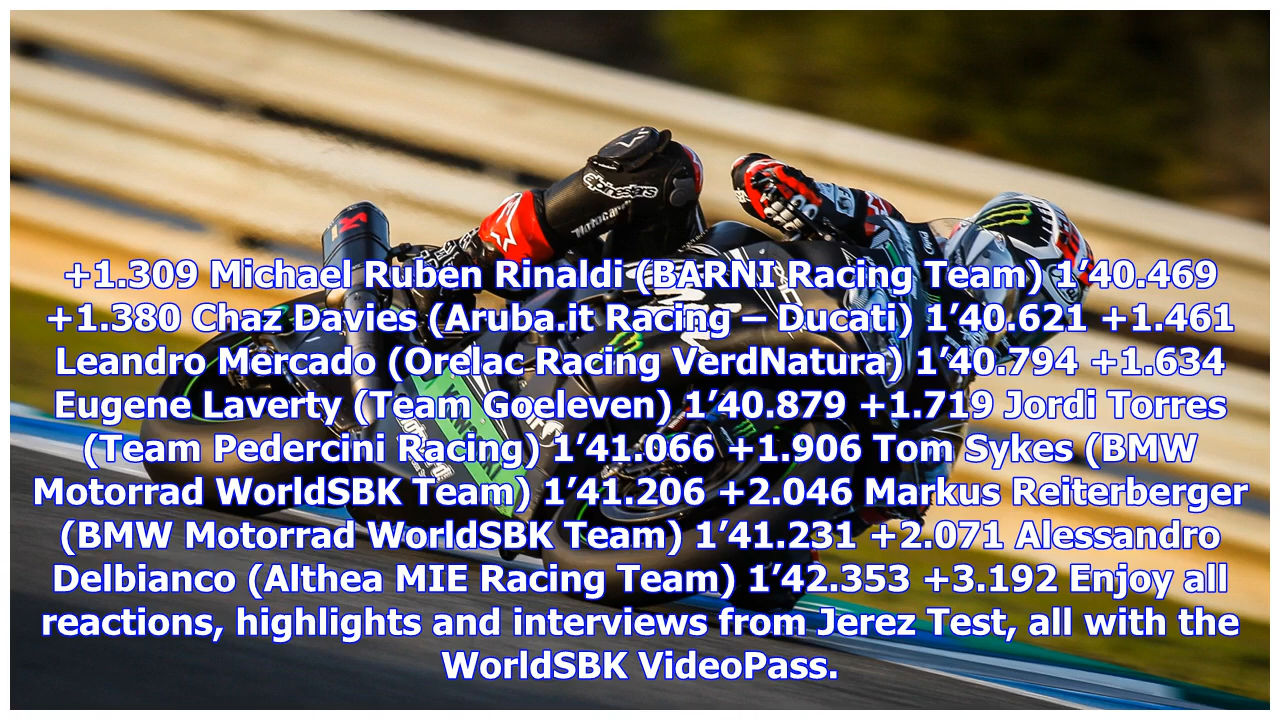 +1.309 Michael Ruben Rinaldi (BARNI Racing Team) 1’40.469
+1.380 Chaz Davies (Aruba.it Racing – Ducati) 1’40.621 +1.461
Leandro Mercado (Orelac Racing VerdNatura) 1’40.794 +1.634
Eugene Laverty (Team Goeleven) 1’40.879 +1.719 Jordi Torres
(Team Pedercini Racing) 1’41.066 +1.906 Tom Sykes (BMW
Motorrad WorldSBK Team) 1’41.206 +2.046 Markus Reiterberger
(BMW Motorrad WorldSBK Team) 1’41.231 +2.071 Alessandro
Delbianco (Althea MIE Racing Team) 1’42.353 +3.192 Enjoy all
reactions, highlights and interviews from Jerez Test, all with the
WorldSBK VideoPass.
alpinestars